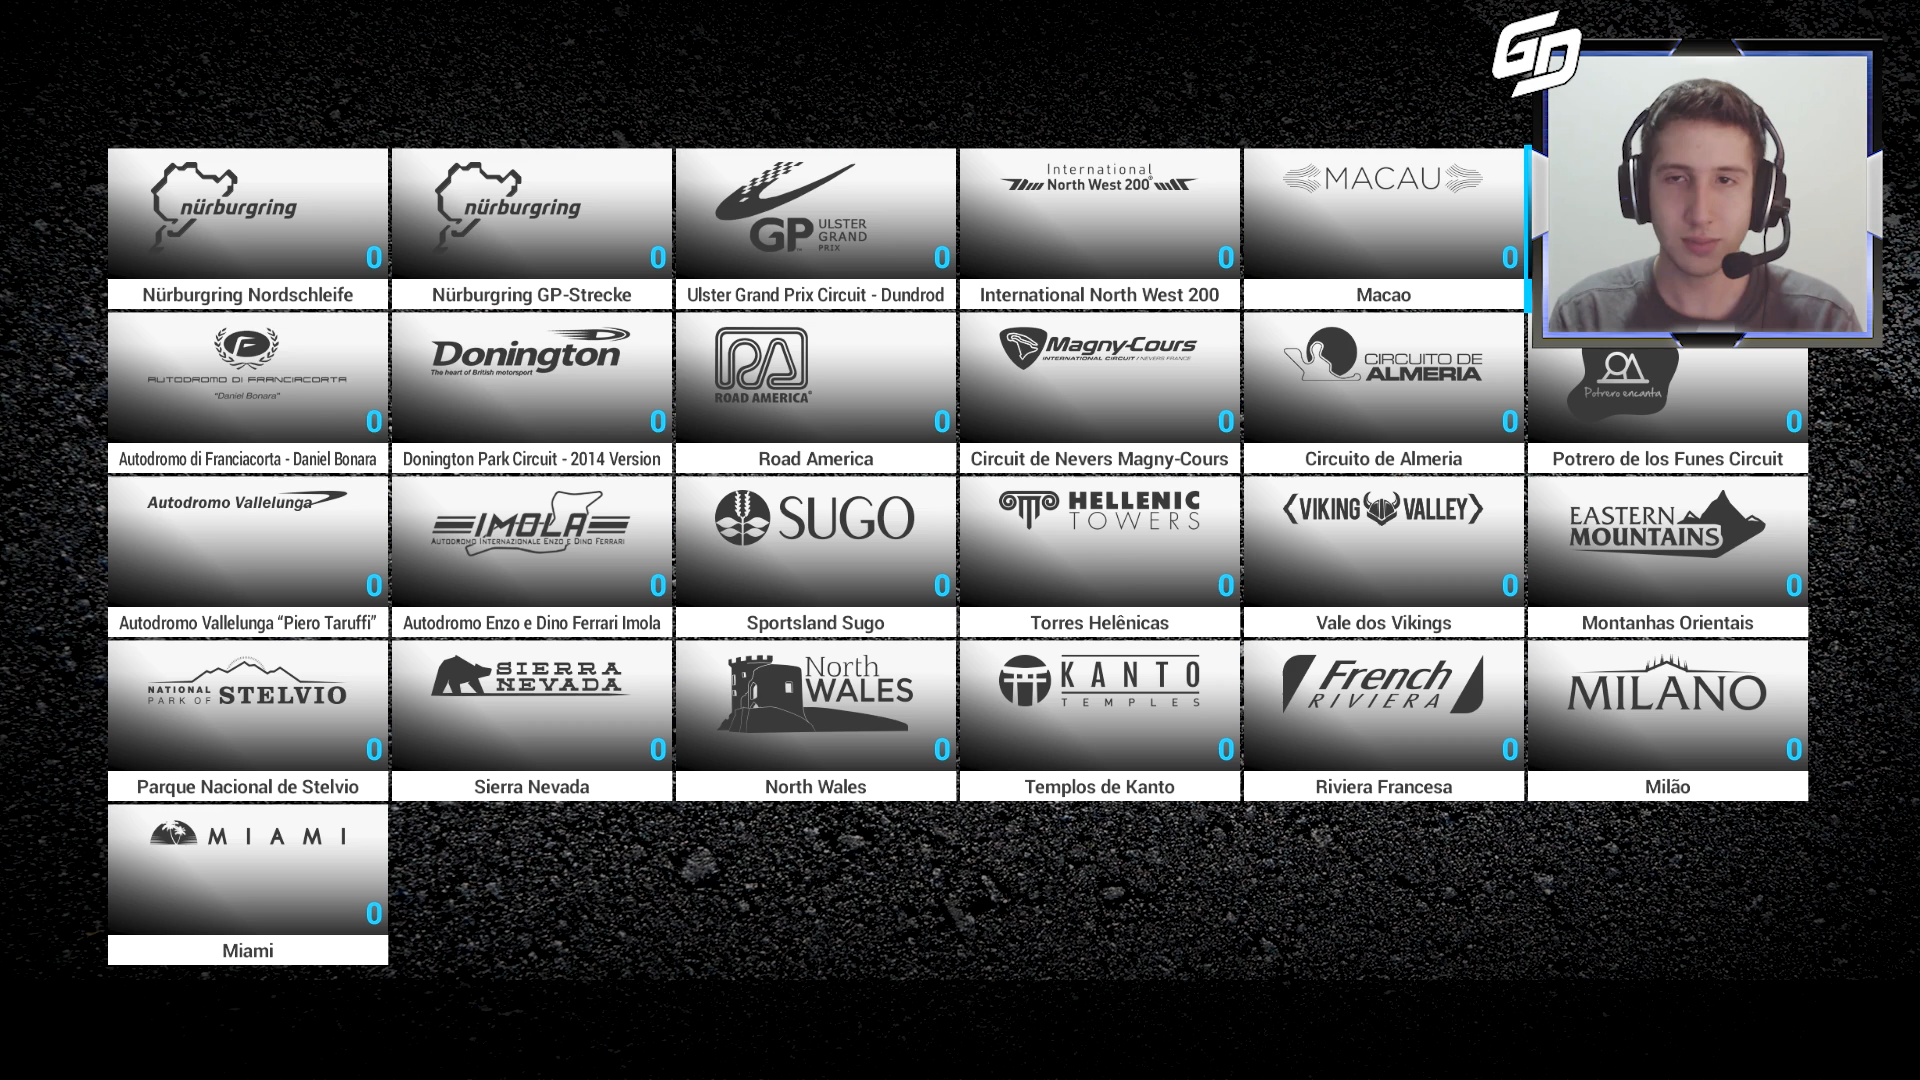 GD
nürburgring
0
Nürburgring Nordschleife
nürburgring
0
Nürburgring GP-Strecke
GP ULSTER
GRAND
PRIX
0
Ulster Grand Prix Circuit - Dundrod
International
North West 200
0
International North West 200
MACAU
0
Macao
AUTODROMO DI FRANCIACORTA
"Daniel Bonara"
0
Autodromo di Franciacorta - Daniel Bonara
Donington
The heart of British motorsport
0
Donington Park Circuit - 2014 Version
RA
ROAD AMERICA
0
Road America
Magny-Cours
INTERNATIONAL CIRCUIT / NEVERS FRANCE
0
Circuit de Nevers Magny-Cours
CIRCUITO DE
ALMERIA
0
Circuito de Almeria
Potrero encanta
0
Potrero de los Funes Circuit
Autodromo Vallelunga
0
Autodromo Vallelunga “Piero Taruffi”
IMOLA
AUTODROMO INTERNAZIONALE ENZO E DINO FERRARI
0
Autodromo Enzo e Dino Ferrari Imola
SUGO
0
Sportsland Sugo
HELLENIC
TOWERS
0
Torres Helênicas
VIKING VALLEY
0
Vale dos Vikings
EASTERN
MOUNTAINS
0
Montanhas Orientais
NATIONAL
PARK OF STELVIO
0
Parque Nacional de Stelvio
SIERRA
NEVADA
0
Sierra Nevada
North
WALES
0
North Wales
KANTO
TEMPLES
0
Templos de Kanto
French
RIVIERA
0
Riviera Francesa
MILANO
0
Milão
MIAMI
0
Miami